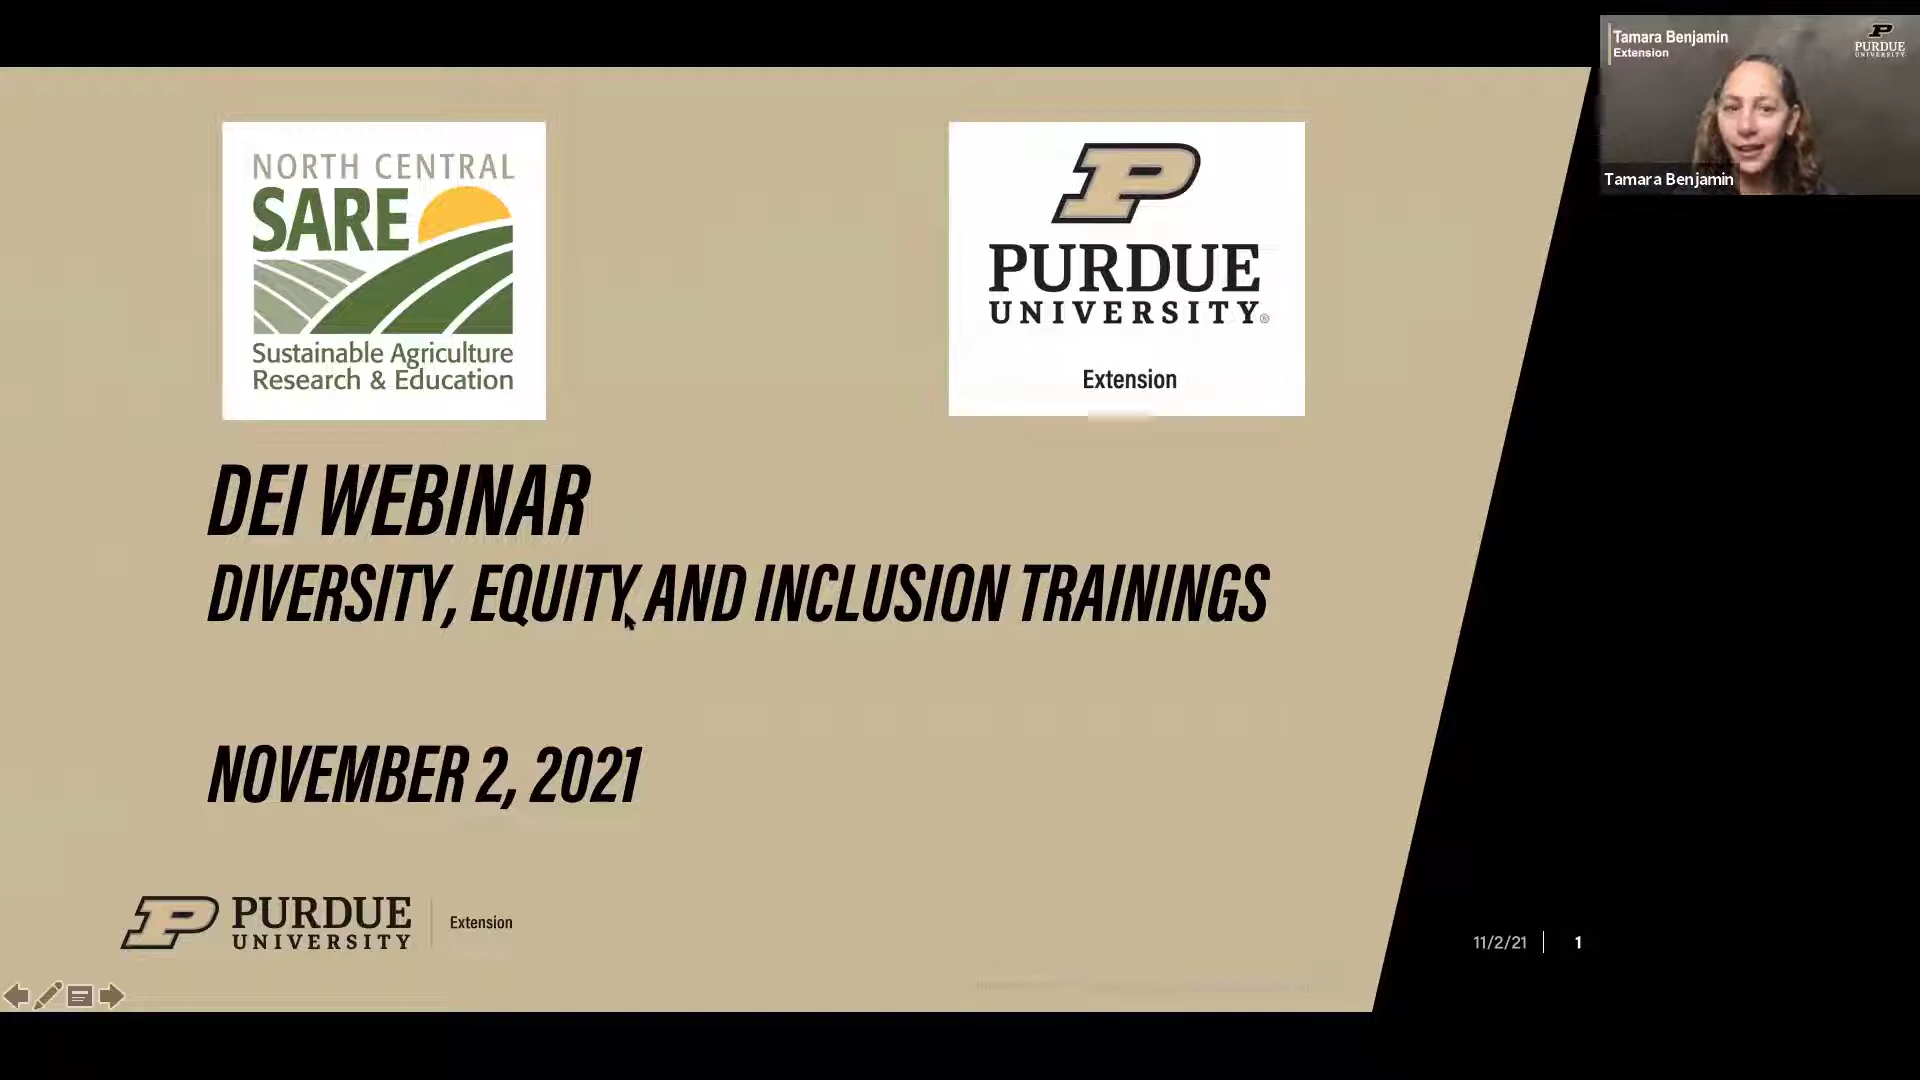 NORTH CENTRAL
SARE
Sustainable Agriculture
Research & Education
P
PURDUE
UNIVERSITY®
Extension
DEI WEBINAR
DIVERSITY, EQUITY AND INCLUSION TRAININGS
NOVEMBER 2, 2021
P PURDUE
UNIVERSITY
Extension
11/2/21 1
Tamara Benjamin
Extension
P
PURDUE
UNIVERSITY
Tamara Benjamin